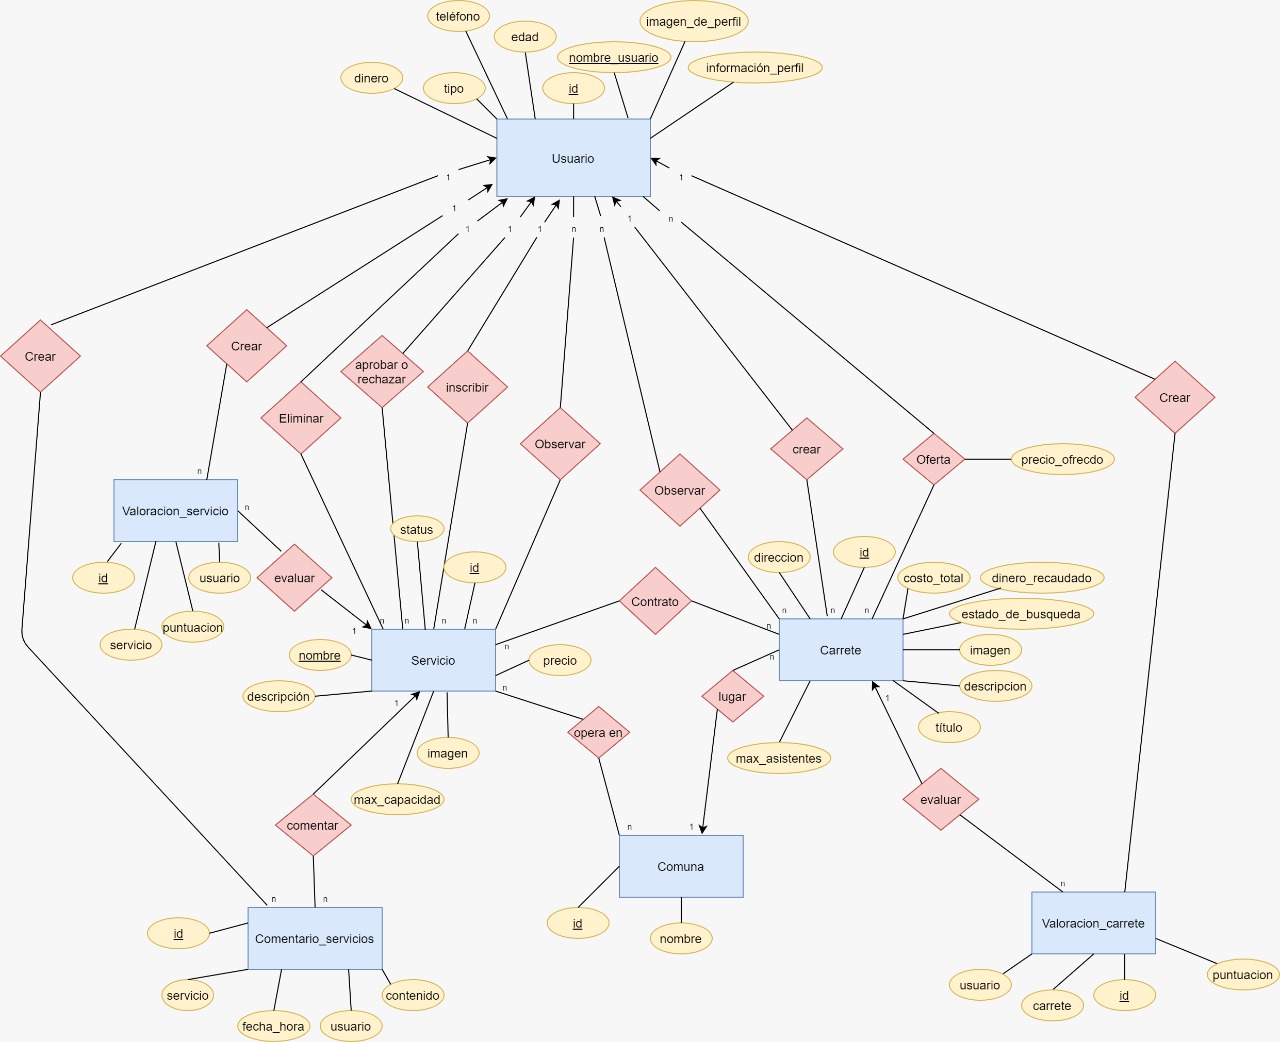 teléfono
imagen_de_perfil
edad
nombre_usuario
información_perfil
dinero
tipo
id
Usuario
1
1
1
1
1
1
n
n
1
n
1
Crear
Crear
aprobar o
rechazar
inscribir
Eliminar
Observar
Observar
crear
Oferta
precio_ofrecdo
Crear
n
Valoracion_servicio
n
id
usuario
servicio
puntuacion
evaluar
1
status
id
n
n
n
n
nombre
Servicio
precio
descripción
n
n
1
imagen
max_capacidad
Contrato
direccion
id
costo_total
dinero_recaudado
estado_de_busqueda
n
n
n
n
n
Carrete
imagen
descripcion
título
1
lugar
max_asistentes
opera en
comentar
evaluar
n
1
Comuna
id
nombre
n
n
n
id
Comentario_servicios
servicio
contenido
fecha_hora
usuario
Valoracion_carrete
usuario
carrete
id
puntuacion